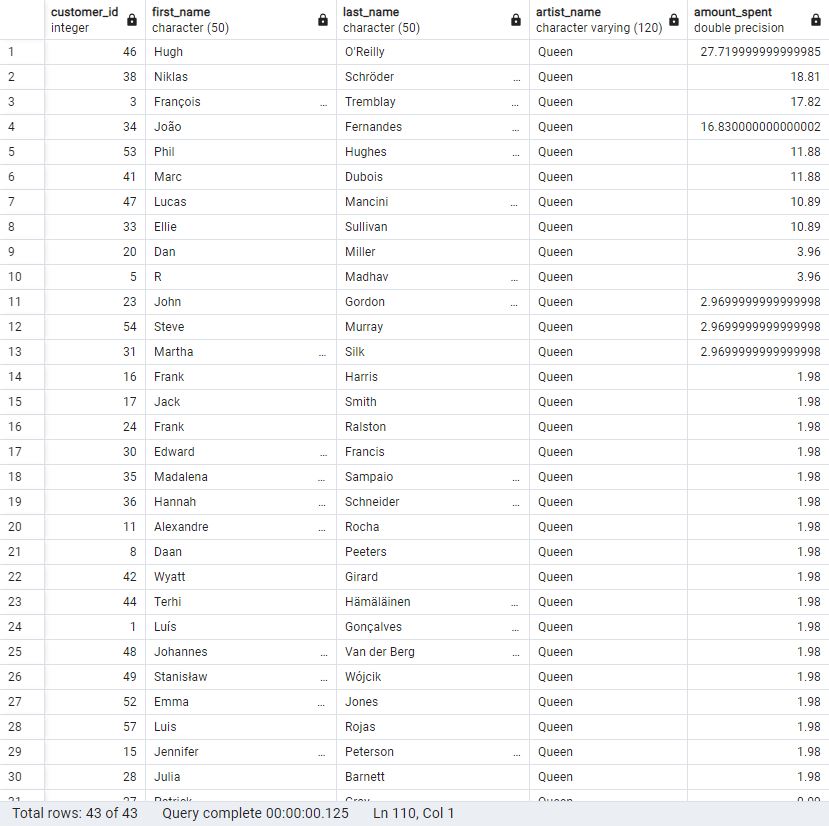 customer_id first_name last_name artist_name amount_spent
integer character (50) character (50) character varying (120) double precision
1 46 Hugh O'Reilly Queen 27.719999999999985
2 38 Niklas Schröder ... Queen 18.81
3 3 François ... Tremblay ... Queen 17.82
4 34 João Fernandes ... Queen 16.830000000000002
5 53 Phil Hughes ... Queen 11.88
6 41 Marc Dubois Queen 11.88
7 47 Lucas Mancini ... Queen 10.89
8 33 Ellie Sullivan Queen 10.89
9 20 Dan Miller Queen 3.96
10 5 R Madhav ... Queen 3.96
11 23 John Gordon ... Queen 2.9699999999999998
12 54 Steve Murray Queen 2.9699999999999998
13 31 Martha ... Silk Queen 2.9699999999999998
14 16 Frank Harris Queen 1.98
15 17 Jack Smith Queen 1.98
16 24 Frank Ralston Queen 1.98
17 30 Edward ... Francis Queen 1.98
18 35 Madalena ... Sampaio ... Queen 1.98
19 36 Hannah ... Schneider ... Queen 1.98
20 11 Alexandre ... Rocha Queen 1.98
21 8 Daan Peeters Queen 1.98
22 42 Wyatt Girard Queen 1.98
23 44 Terhi Hämäläinen ... Queen 1.98
24 1 Luís Gonçalves ... Queen 1.98
25 48 Johannes ... Van der Berg ... Queen 1.98
26 49 Stanisław ... Wójcik Queen 1.98
27 52 Emma ... Jones Queen 1.98
28 57 Luis Rojas Queen 1.98
29 15 Jennifer ... Peterson ... Queen 1.98
30 28 Julia Barnett Queen 1.98
Total rows: 43 of 43 Query complete 00:00:00.125 Ln 110, Col 1